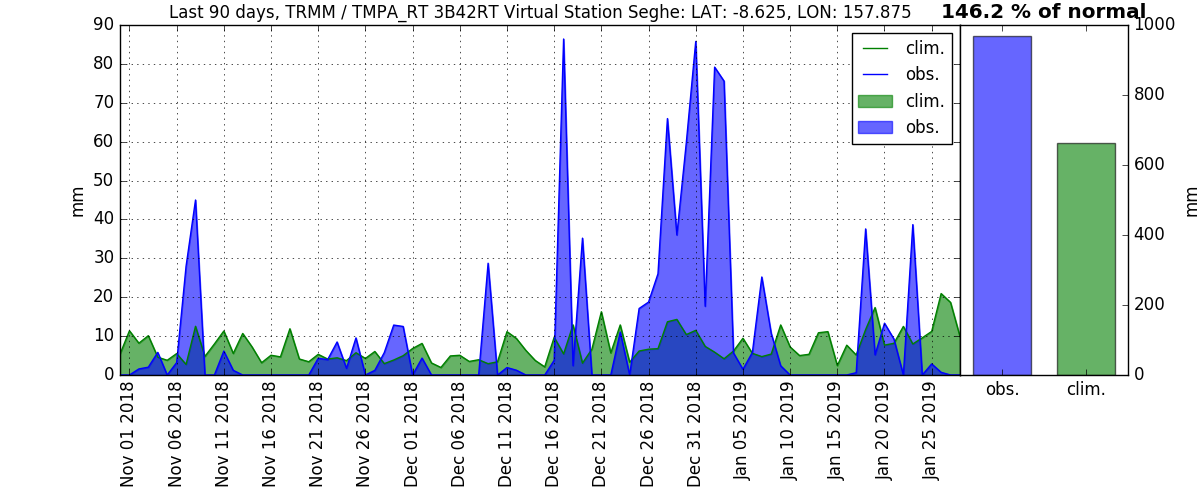 Last 90 days, TRMM / TMPA_RT 3B42RT Virtual Station Seghe: LAT: -8.625, LON: 157.875
146.2 % of normal
90
80
70
60
50
40
30
20
10
0
mm
clim.
obs.
clim.
obs.
Nov 01 2018
Nov 06 2018
Nov 11 2018
Nov 16 2018
Nov 21 2018
Nov 26 2018
Dec 01 2018
Dec 06 2018
Dec 11 2018
Dec 16 2018
Dec 21 2018
Dec 26 2018
Dec 31 2018
Jan 05 2019
Jan 10 2019
Jan 15 2019
Jan 20 2019
Jan 25 2019
1000
800
600
400
200
0
mm
obs.
clim.